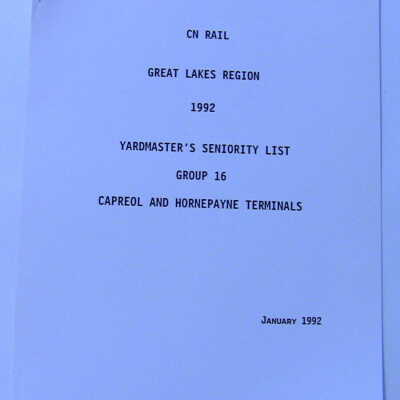 CN RAIL
GREAT LAKES REGION
1992
YARDMASTER'S SENIORITY LIST
GROUP 16
CAPREOL AND HORNEPAYNE TERMINALS
JANUARY 1992